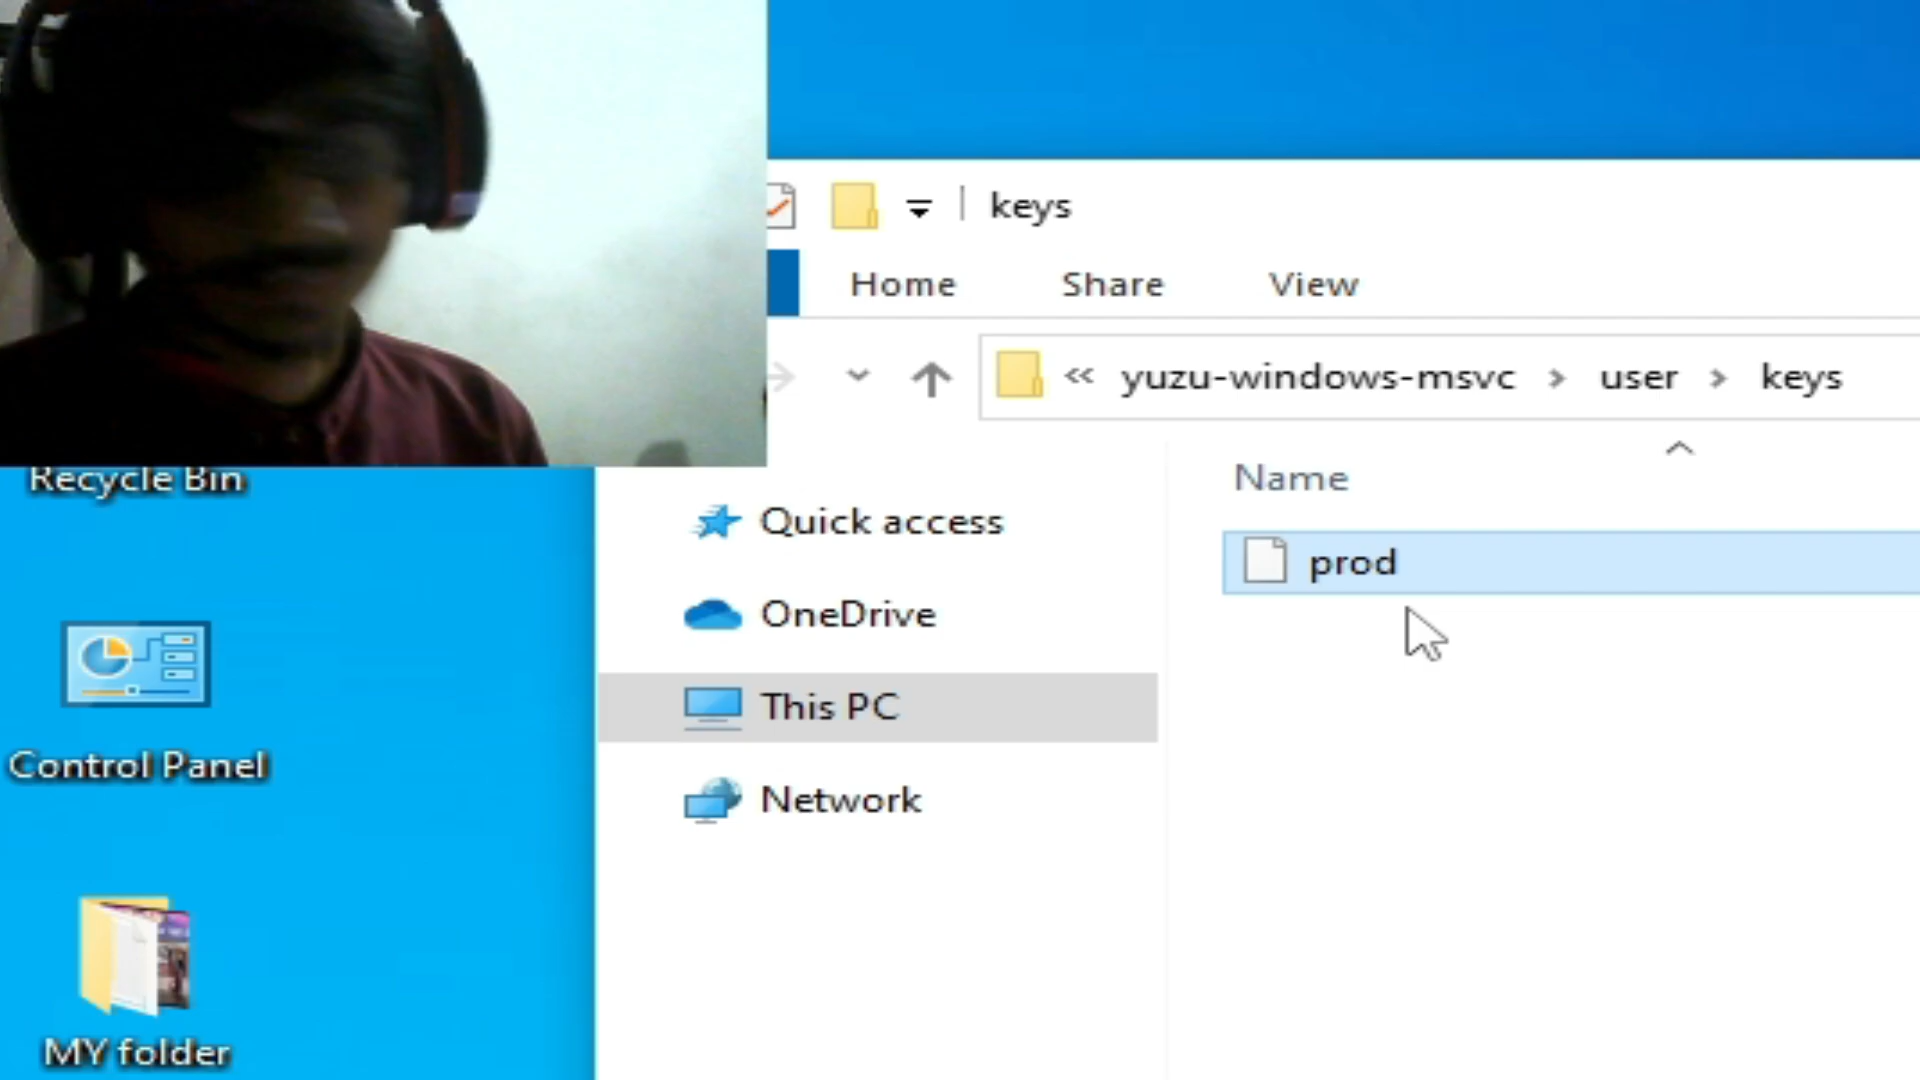 keys
Home Share View
« yuzu-windows-msvc > user > keys
Recycle Bin
Name
Quick access
prod
OneDrive
This PC
Control Panel
Network
MY folder